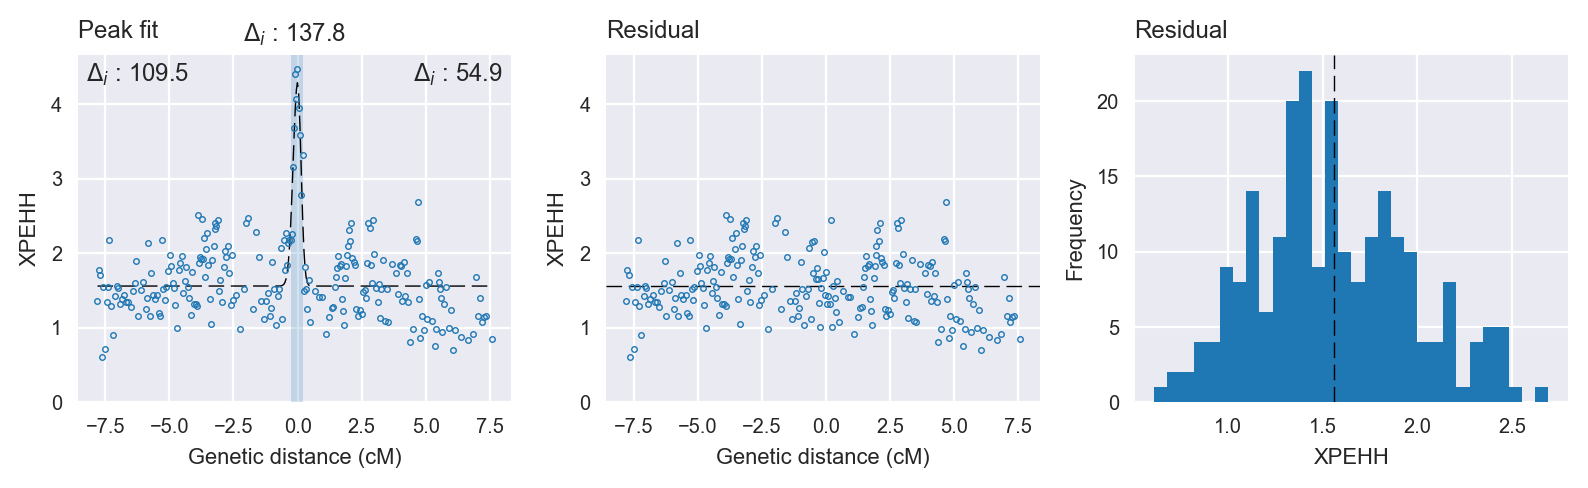 Peak fit
Δi : 137.8
Δi : 109.5
Δi : 54.9
XPEHH
4
3
2
1
0
−7.5 −5.0 −2.5 0.0 2.5 5.0 7.5
Genetic distance (cM)
Residual
XPEHH
4
3
2
1
0
−7.5 −5.0 −2.5 0.0 2.5 5.0 7.5
Genetic distance (cM)
Residual
Frequency
20
15
10
5
0
1.0 1.5 2.0 2.5
XPEHH